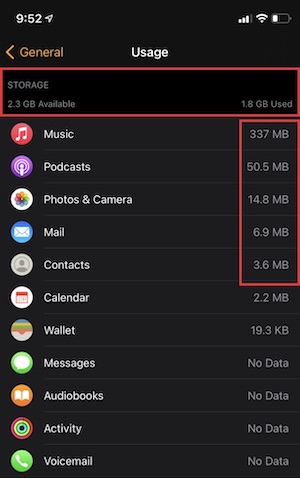 9:52
General Usage
STORAGE
2.3 GB Available 1.8 GB Used
Music 337 MB
Podcasts 50.5 MB
Photos & Camera 14.8 MB
Mail 6.9 MB
Contacts 3.6 MB
Calendar 2.2 MB
Wallet 19.3 KB
Messages No Data
Audiobooks No Data
Activity No Data
Voicemail No Data